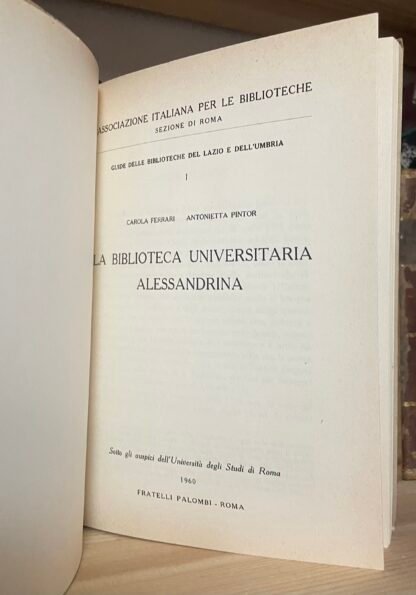 ASSOCIAZIONE ITALIANA PER LE BIBLIOTECHE
SEZIONE DI ROMA
GUIDE DELLE BIBLIOTECHE DEL LAZIO E DELL'UMBRIA
I
CAROLA FERRARI ANTONIETTA PINTOR
LA BIBLIOTECA UNIVERSITARIA
ALESSANDRINA
Sotto gli auspici dell'Università degli Studi di Roma
1960
FRATELLI PALOMBI - ROMA